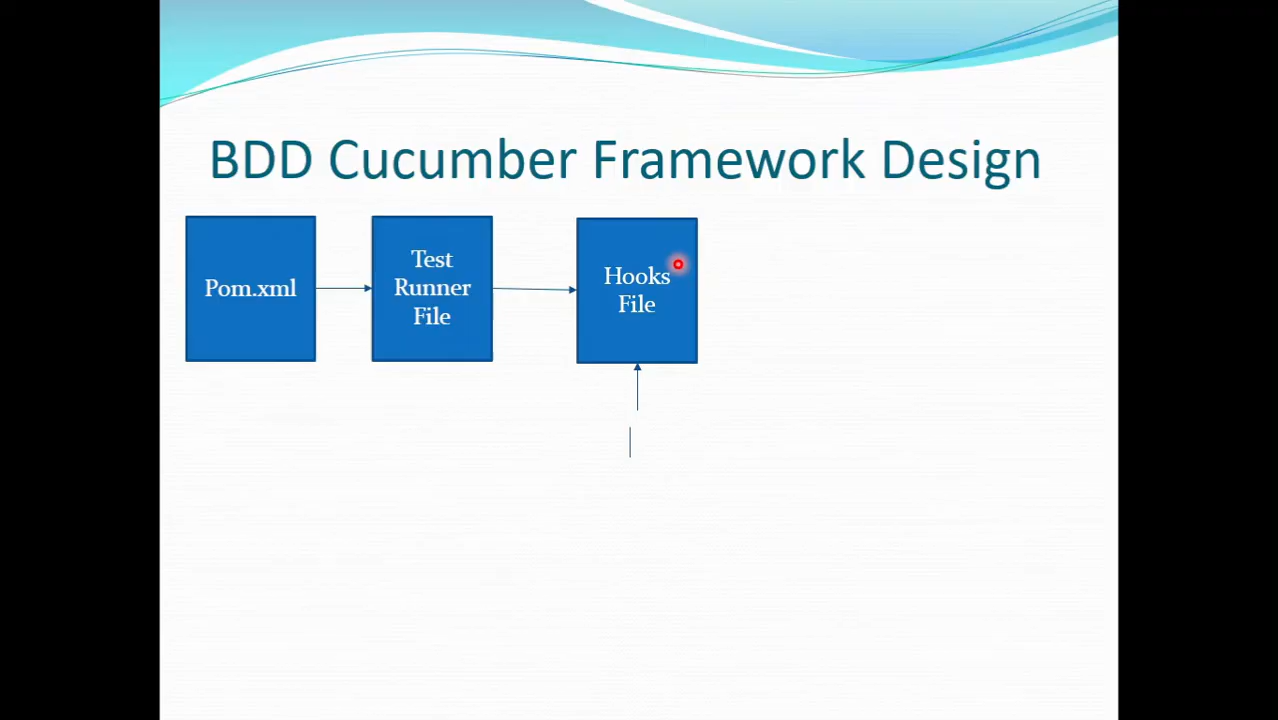 BDD Cucumber Framework Design
Pom.xml
Test
Runner
File
Hooks
File